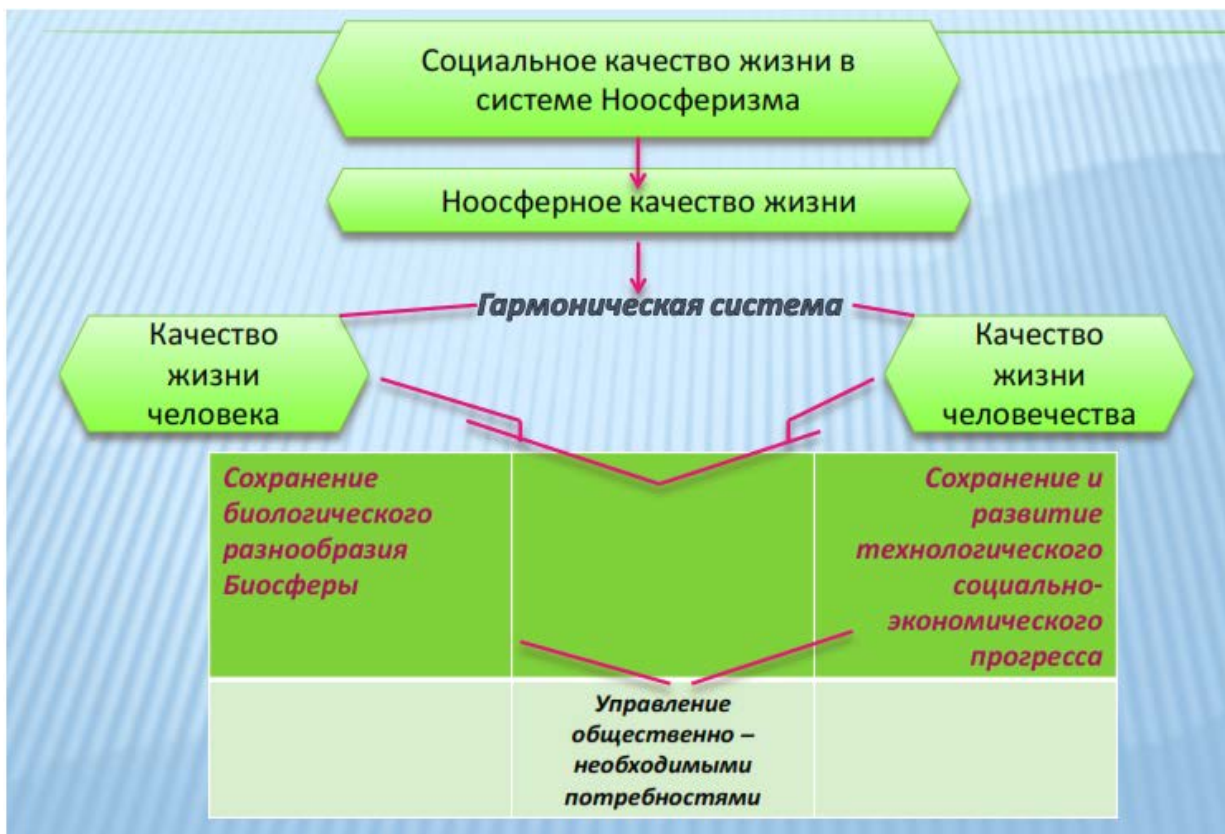 Социальное качество жизни в
системе Ноосферизма
Ноосферное качество жизни
Гармоническая система
Качество
жизни
человека
Качество
жизни
человечества
Сохранение
биологического
разнообразия
Биосферы
Сохранение и
развитие
технологического
социально-
экономического
прогресса
Управление
общественно –
необходимыми
потребностями